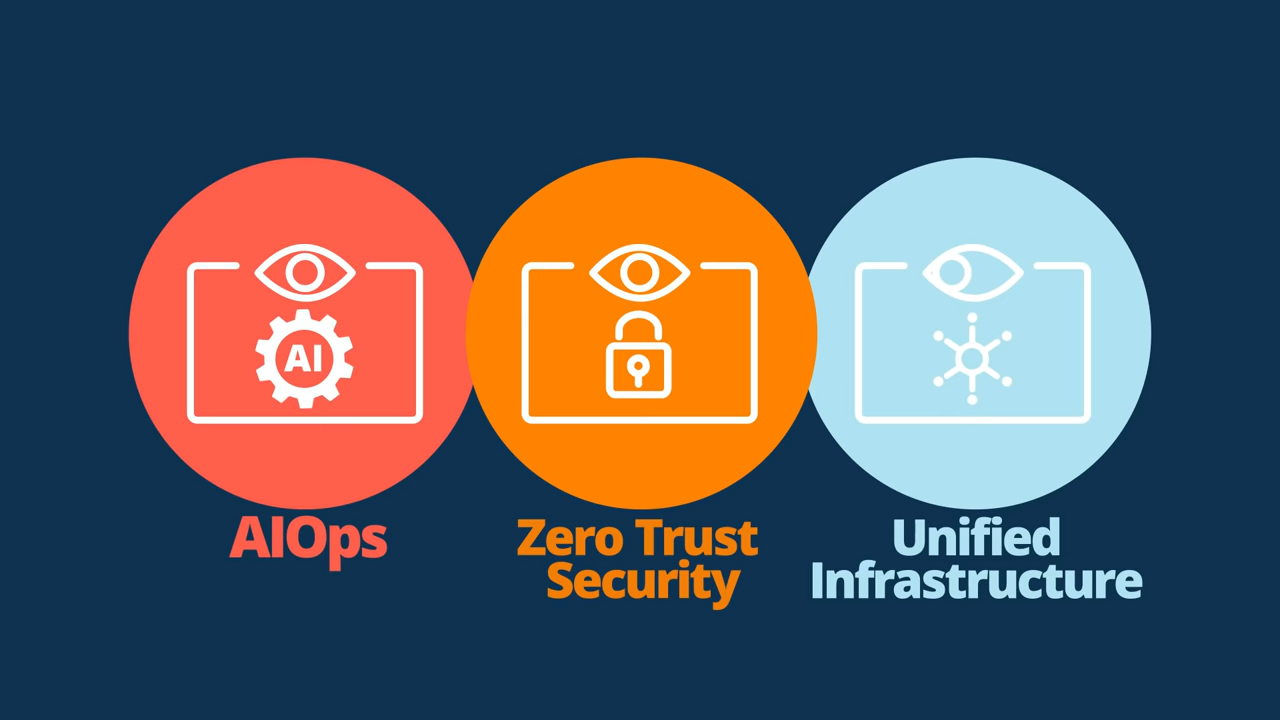 AI
AIOps
Zero Trust
Security
Unified
Infrastructure